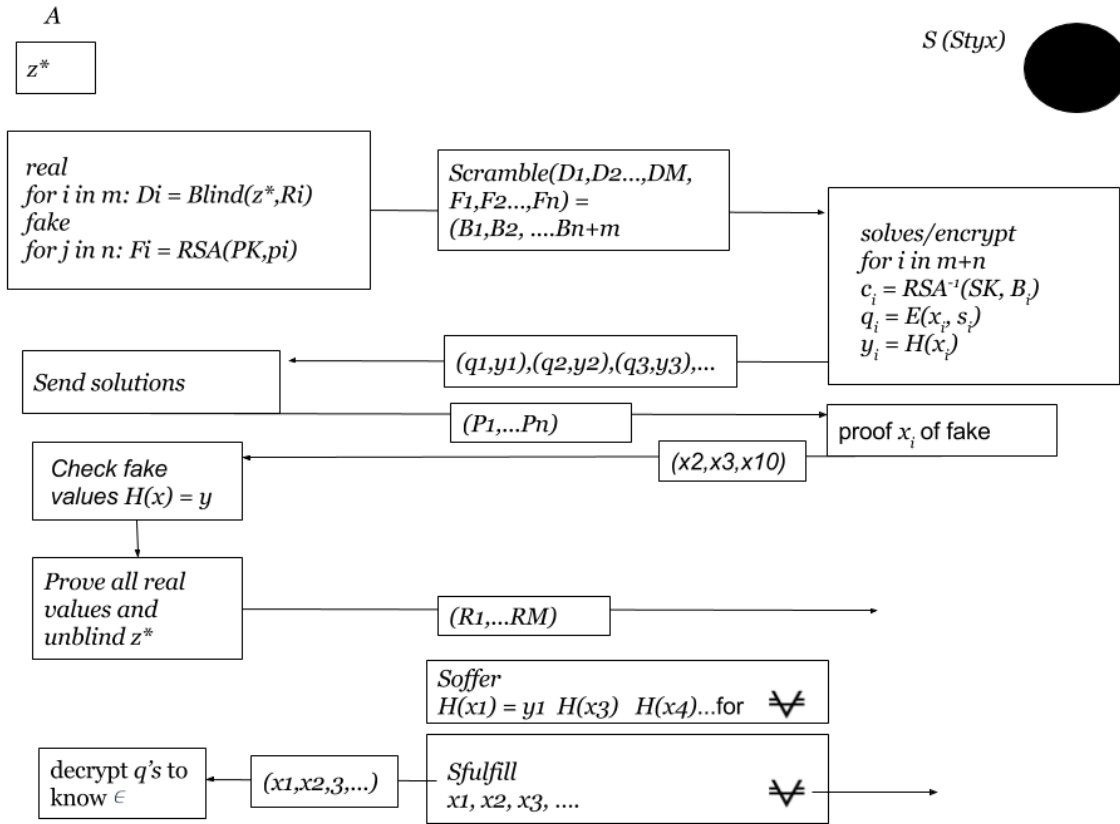 A
S (Styx)
z*
real
for i in m: Di = Blind(z*,Ri)
fake
for j in n: Fi = RSA(PK,pi)
Scramble(D1,D2...,DM,
F1,F2...,Fn) =
(B1,B2, ....Bn+m
solves/encrypt
for i in m+n
cᵢ = RSA⁻¹(SK, Bᵢ)
qᵢ = E(xᵢ, sᵢ)
yᵢ = H(xᵢ)
(q1,y1),(q2,y2),(q3,y3),...
Send solutions
(P1,...Pn)
proof xᵢ of fake
(x2,x3,x10)
Check fake
values H(x) = y
Prove all real
values and
unblind z*
(R1,...RM)
Soffer
H(x1) = y1 H(x3) H(x4)...for
decrypt q's to
know ϵ
(x1,x2,3,...)
Sfulfill
x1, x2, x3, ....